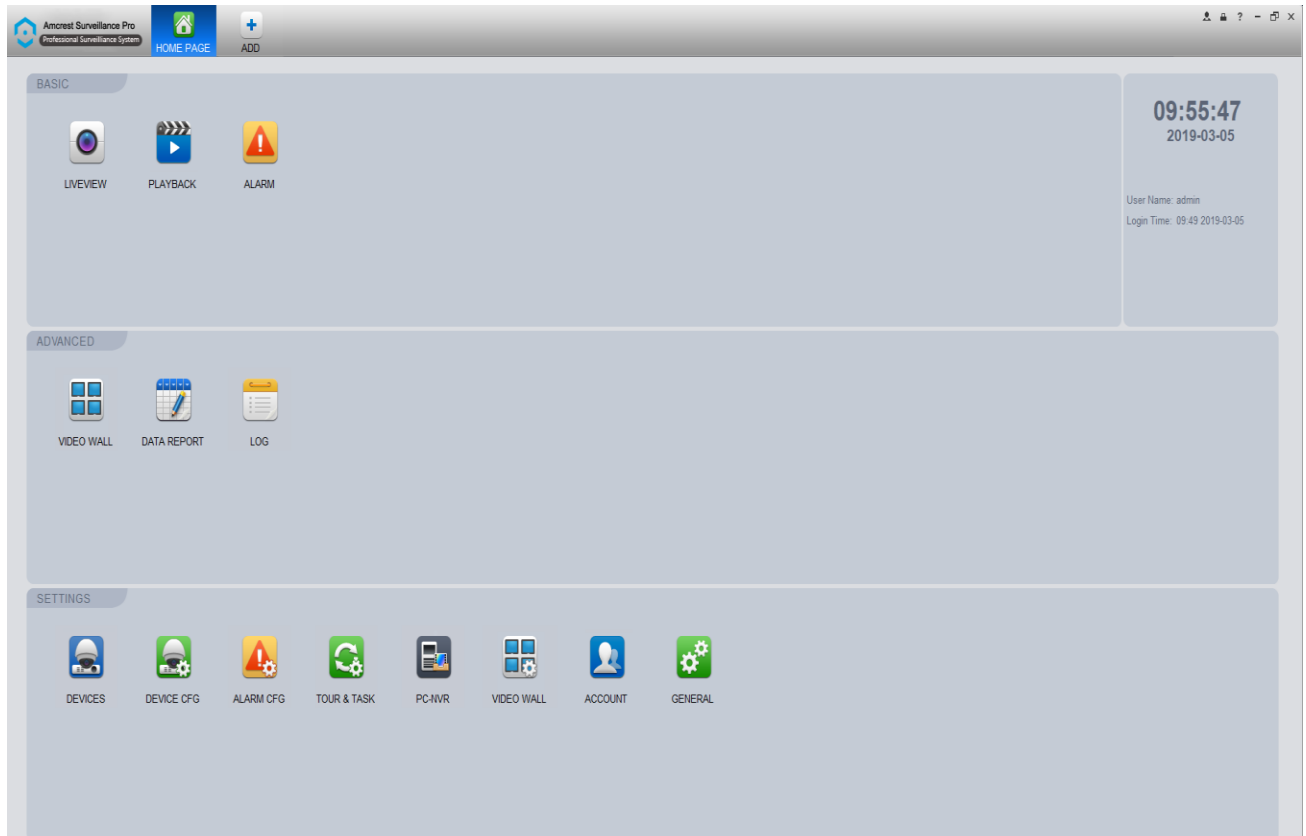 Amcrest Surveillance Pro
Professional Surveillance System
HOME PAGE
ADD
?
BASIC
LIVEVIEW
PLAYBACK
ALARM
09:55:47
2019-03-05
User Name: admin
Login Time: 09:49 2019-03-05
ADVANCED
VIDEO WALL
DATA REPORT
LOG
SETTINGS
DEVICES
DEVICE CFG
ALARM CFG
TOUR & TASK
PC-NVR
VIDEO WALL
ACCOUNT
GENERAL